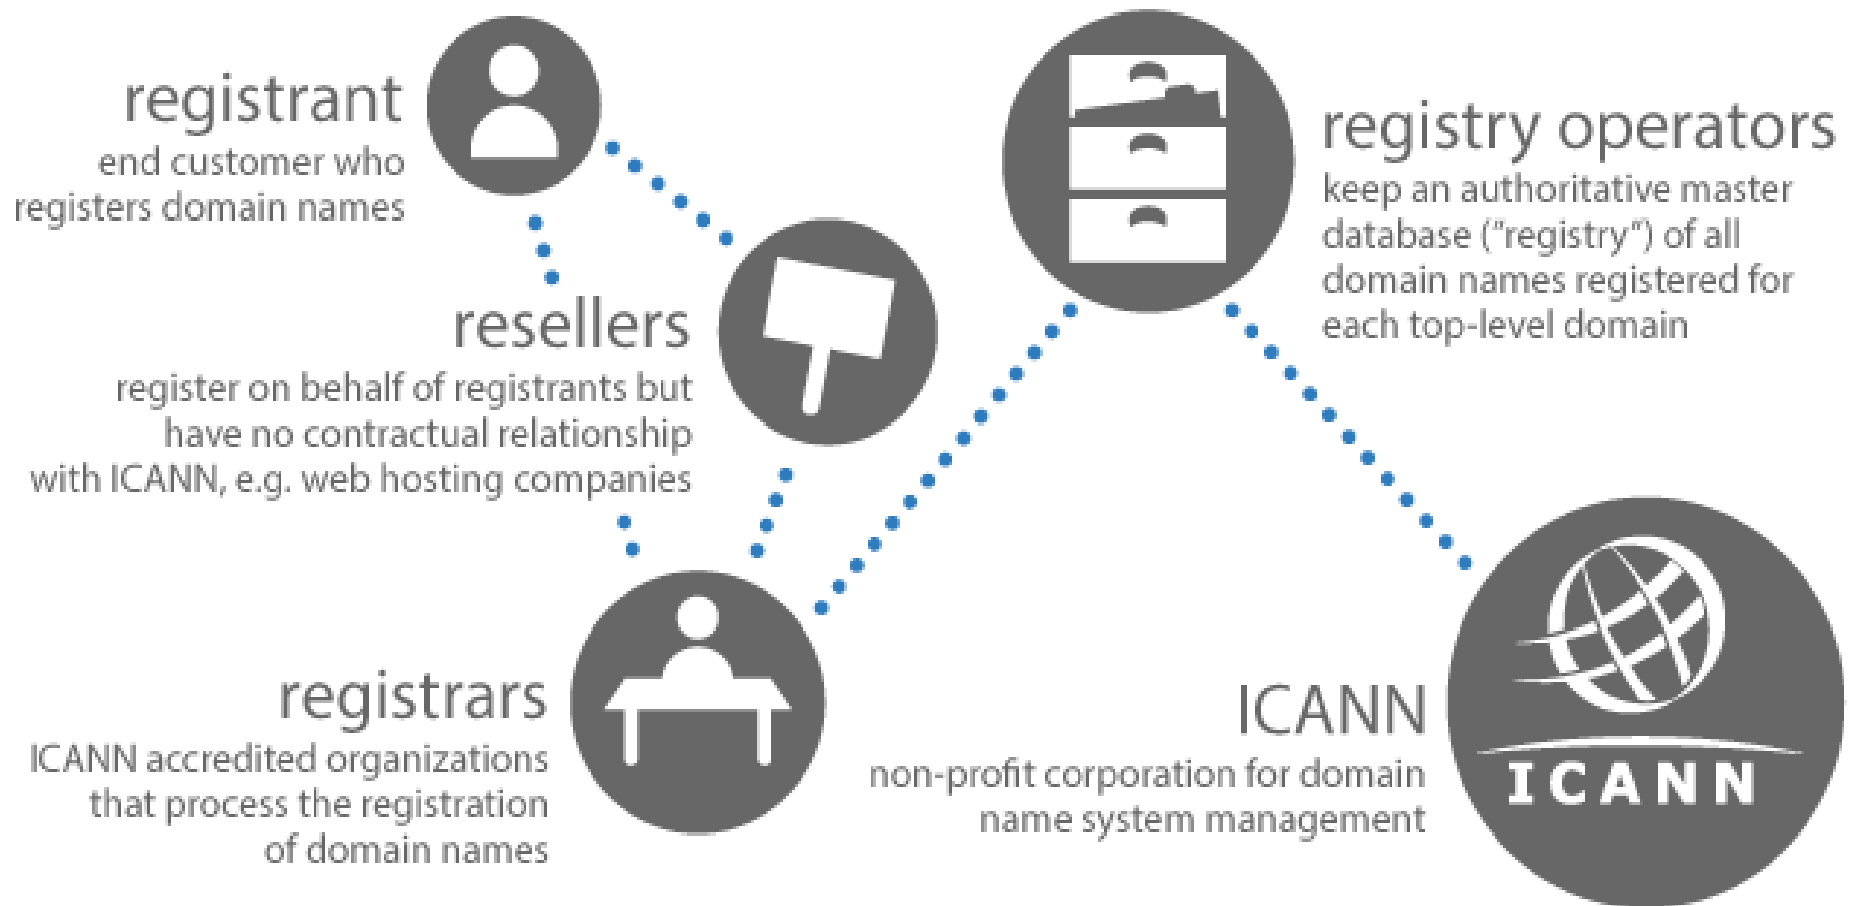 registrant
end customer who
registers domain names
resellers
register on behalf of registrants but
have no contractual relationship
with ICANN, e.g. web hosting companies
registrars
ICANN accredited organizations
that process the registration
of domain names
registry operators
keep an authoritative master
database (“registry”) of all
domain names registered for
each top-level domain
ICANN
non-profit corporation for domain
name system management
ICANN